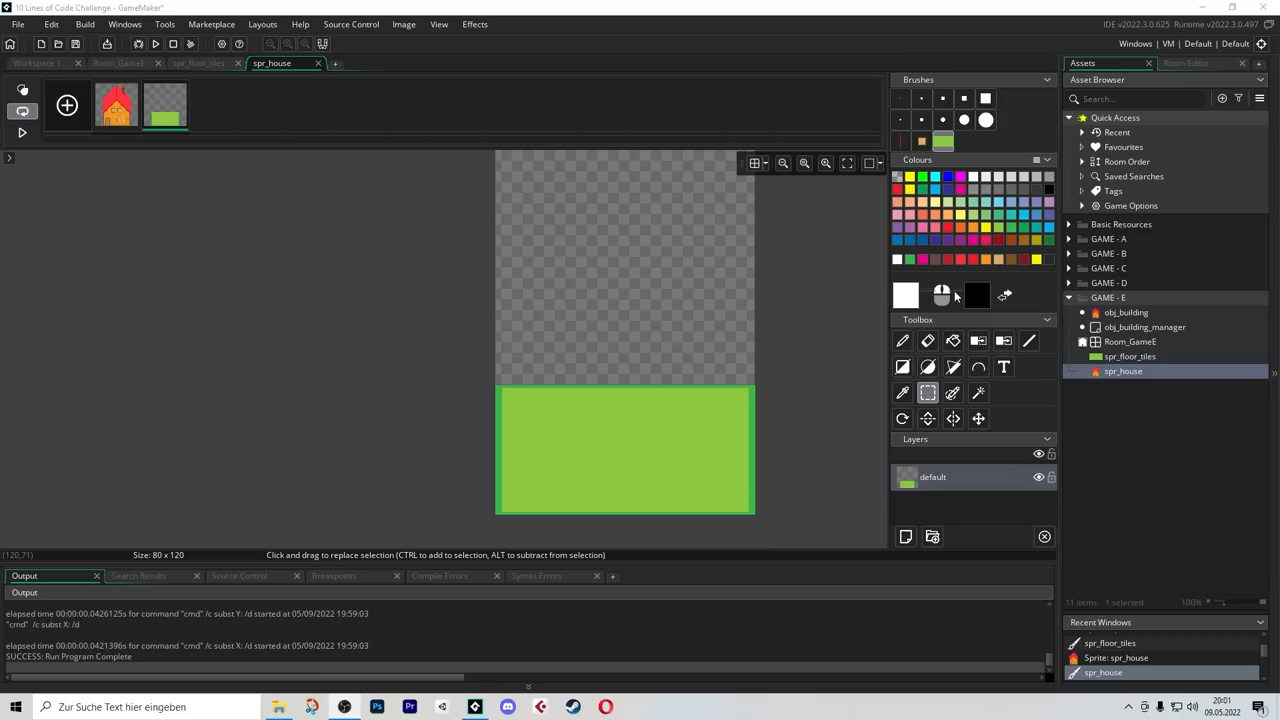 10 Lines of Code Challenge - GameMaker*
File Edit Build Windows Tools Marketplace Layouts Help Source Control Image View Effects
IDE v2022.3.0.625 Runtime v2022.3.0.497
Windows | VM | Default | Default
Workspace 1 Room_GameE spr_floor_tiles spr_house
Assets Room Editor
Brushes
Asset Browser
Search...
Quick Access
Recent
Favourites
Room Order
Saved Searches
Tags
Game Options
Basic Resources
GAME - A
GAME - B
GAME - C
GAME - D
GAME - E
obj_building
obj_building_manager
Room_GameE
spr_floor_tiles
spr_house
Colours
Toolbox
Layers
default
(120,71) Size: 80 x 120 Click and drag to replace selection (CTRL to add to selection, ALT to subtract from selection)
Output Search Results Source Control Breakpoints Compile Errors Syntax Errors
Output
elapsed time 00:00:00.0426125s for command "cmd" /c subst Y: /d started at 05/09/2022 19:59:03
"cmd" /c subst X: /d
elapsed time 00:00:00.0421396s for command "cmd" /c subst X: /d started at 05/09/2022 19:59:03
SUCCESS: Run Program Complete
11 items 1 selected 100%
Recent Windows
spr_floor_tiles
Sprite: spr_house
spr_house
Zur Suche Text hier eingeben
20:01
09.05.2022